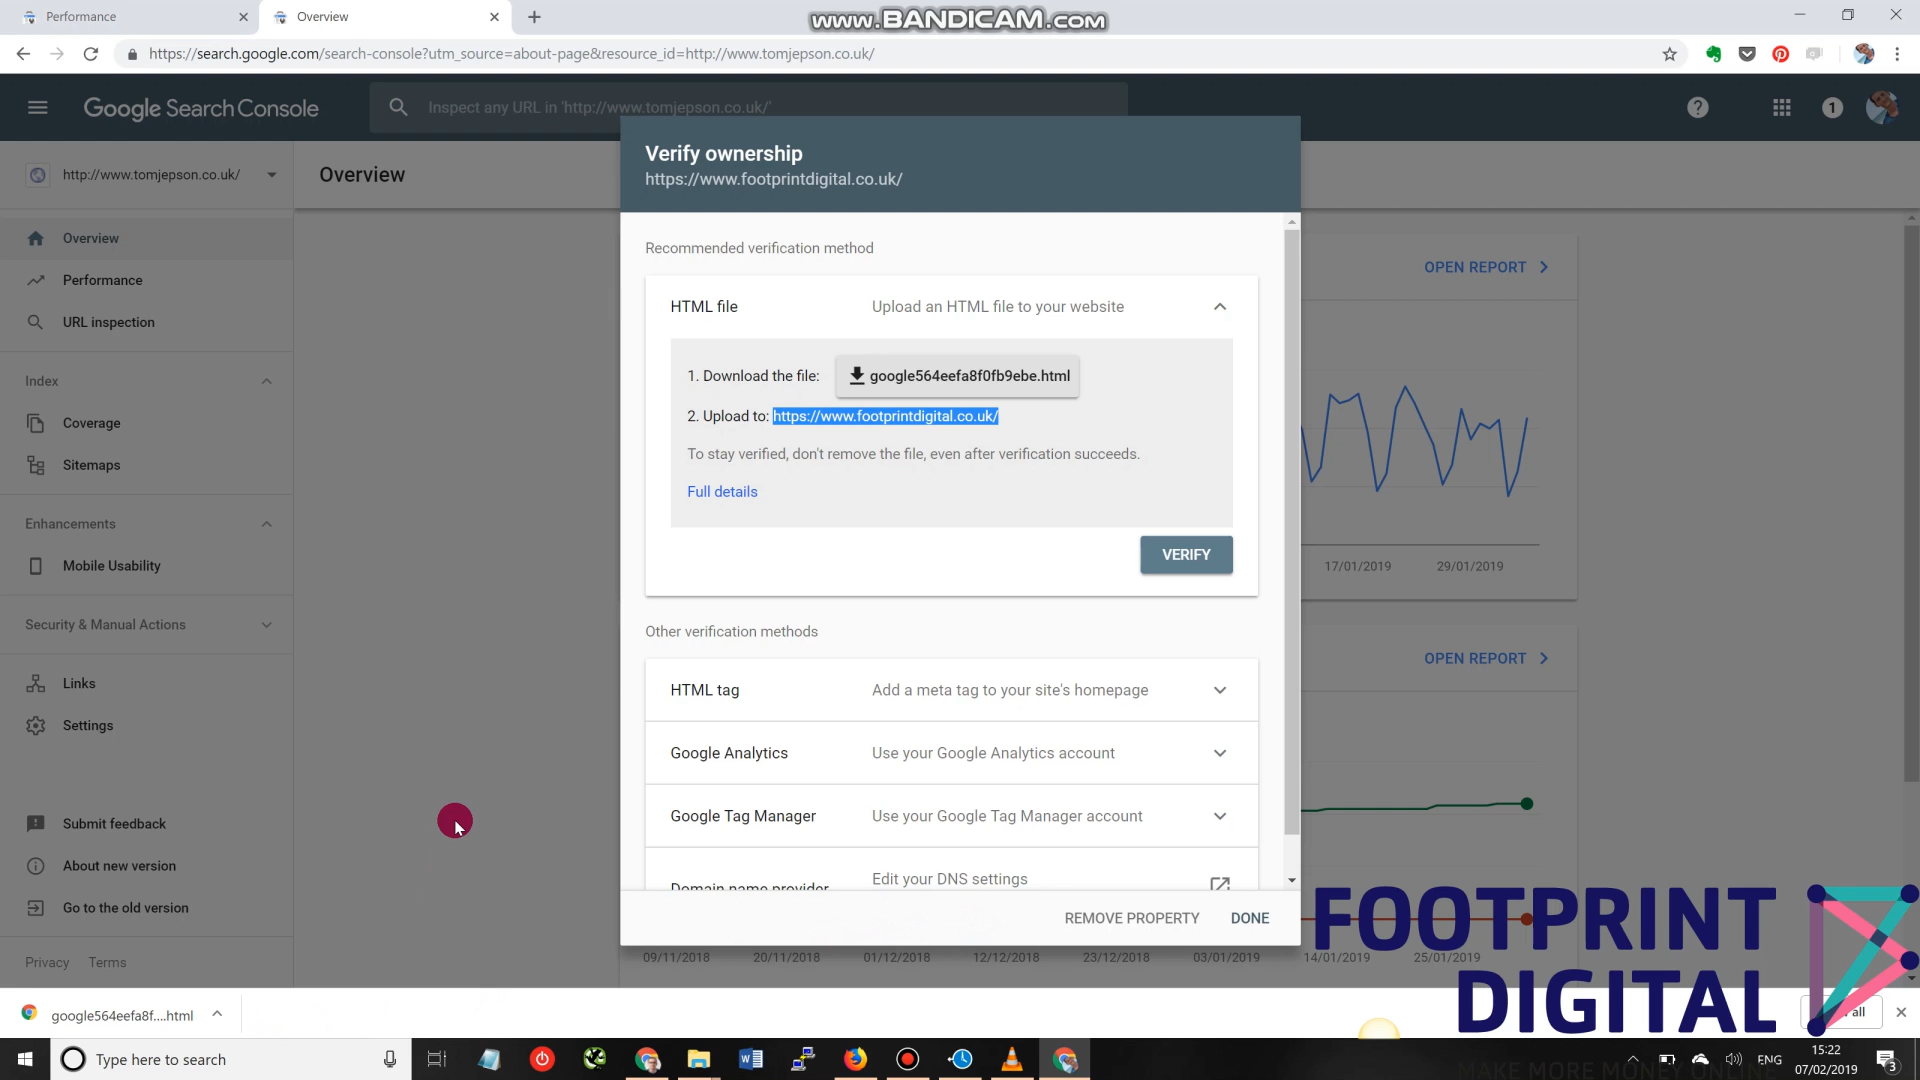 Performance
Overview
www.BANDICAM.com
https://search.google.com/search-console?utm_source=about-page&resource_id=http://www.tomjepson.co.uk/
Google Search Console
Inspect any URL in 'http://www.tomjepson.co.uk/'
1
http://www.tomjepson.co.uk/
Overview
Overview
Performance
URL inspection
Index
Coverage
Sitemaps
Enhancements
Mobile Usability
Security & Manual Actions
Links
Settings
Submit feedback
About new version
Go to the old version
Privacy
Terms
Verify ownership
https://www.footprintdigital.co.uk/
Recommended verification method
HTML file
Upload an HTML file to your website
1. Download the file:
google564eefa8f0fb9ebe.html
2. Upload to: https://www.footprintdigital.co.uk/
To stay verified, don't remove the file, even after verification succeeds.
Full details
VERIFY
Other verification methods
HTML tag
Add a meta tag to your site's homepage
Google Analytics
Use your Google Analytics account
Google Tag Manager
Use your Google Tag Manager account
Domain name provider
Edit your DNS settings
REMOVE PROPERTY
DONE
OPEN REPORT
17/01/2019
29/01/2019
OPEN REPORT
09/11/2018
20/11/2018
01/12/2018
12/12/2018
23/12/2018
03/01/2019
14/01/2019
25/01/2019
FOOTPRINT
DIGITAL
MAKE MORE MONEY ONLINE
google564eefa8f....html
all
Type here to search
ENG
15:22
07/02/2019
3